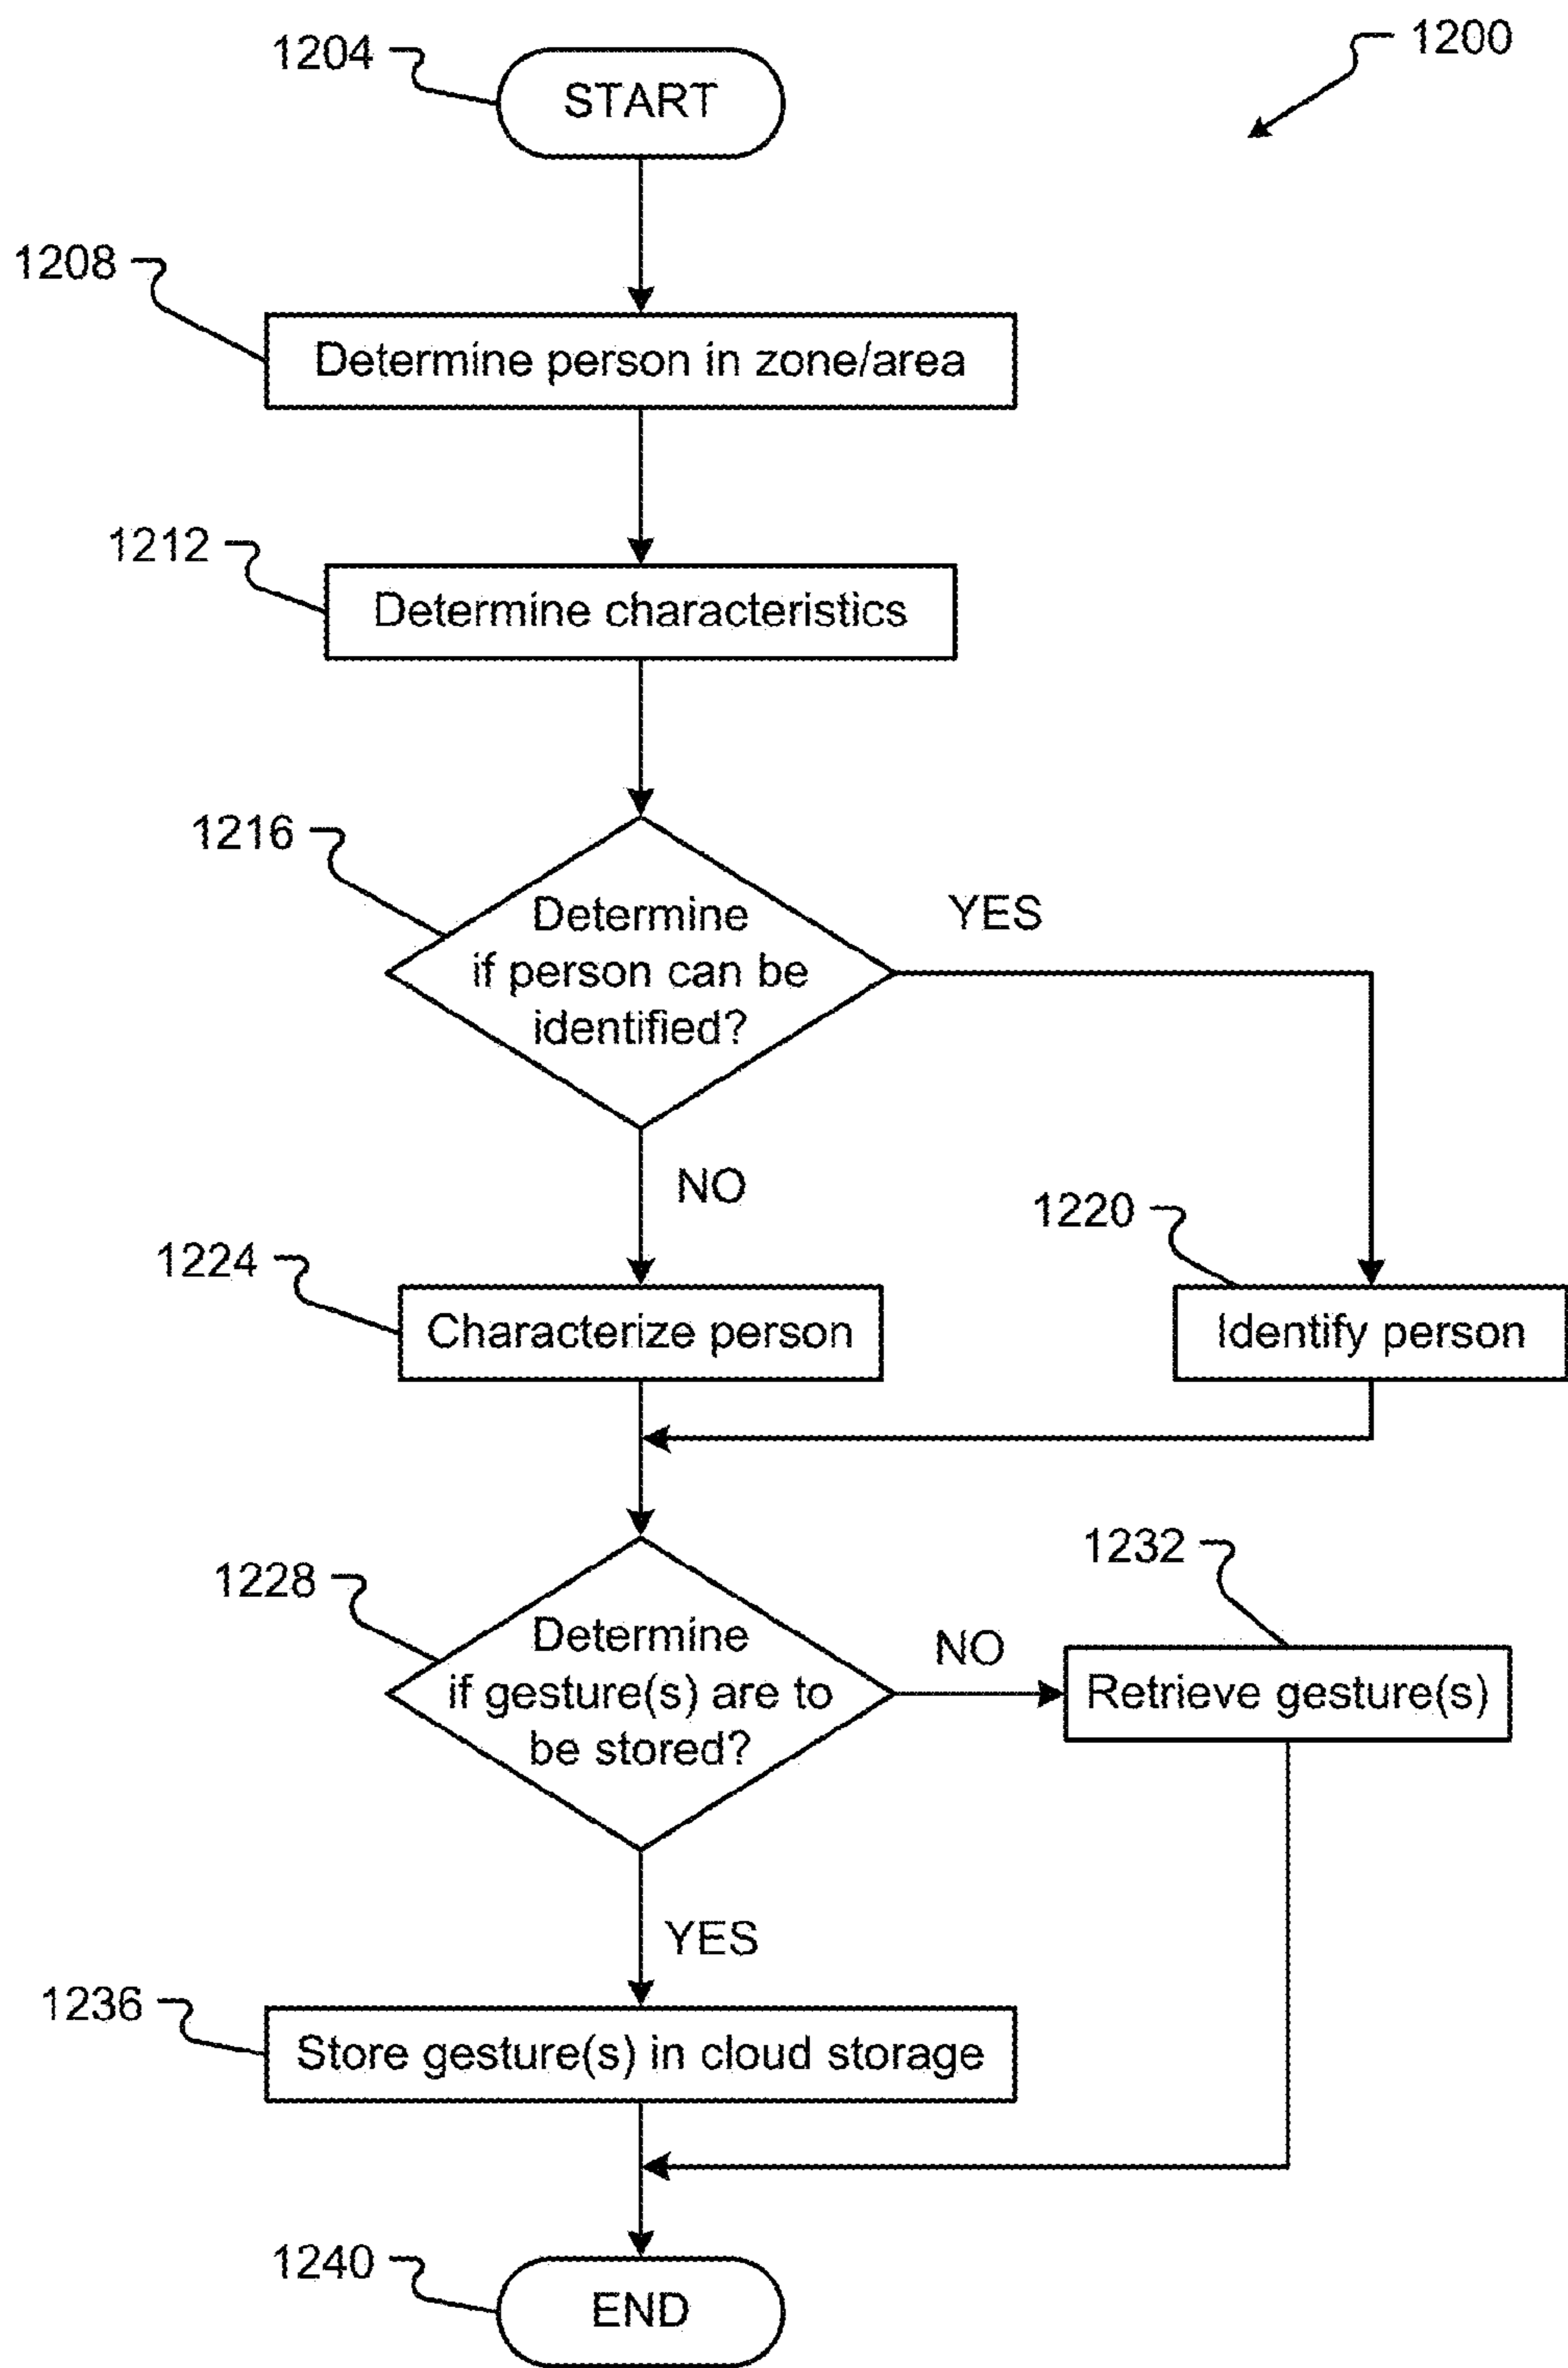 1200
1204
START
1208
Determine person in zone/area
1212
Determine characteristics
1216
Determine
if person can be
identified?
YES
NO
1220
1224
Characterize person
Identify person
1228
1232
Determine
if gesture(s) are to
be stored?
NO
Retrieve gesture(s)
YES
1236
Store gesture(s) in cloud storage
1240
END